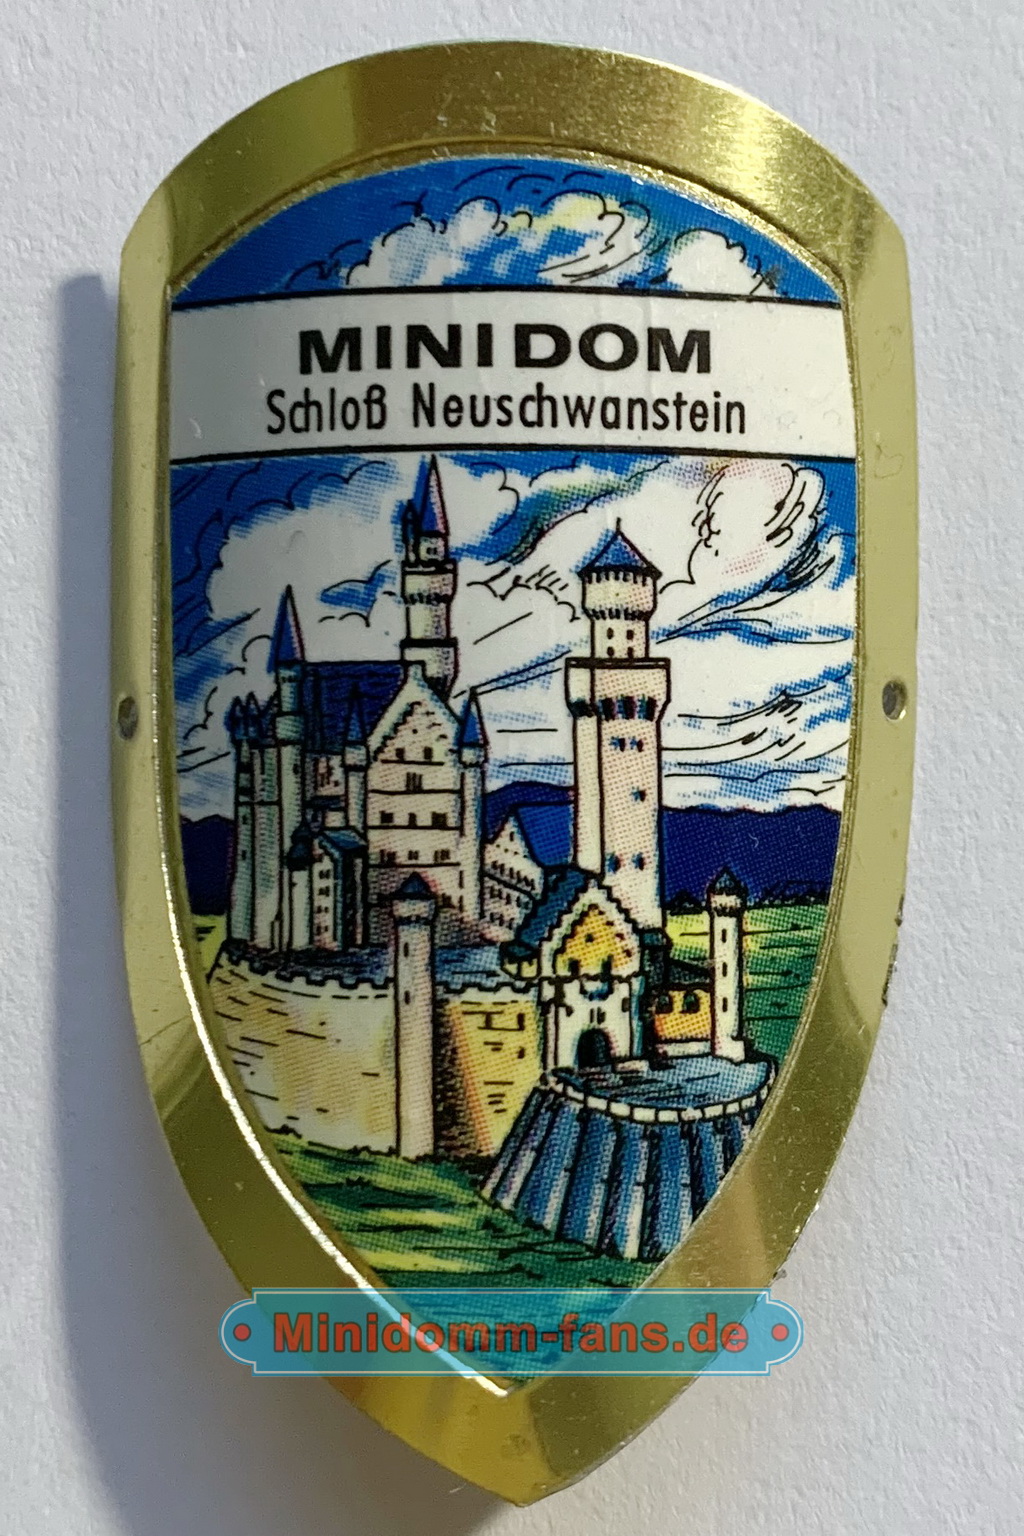 MINIDOM
Schloß Neuschwanstein
Minidomm-fans.de